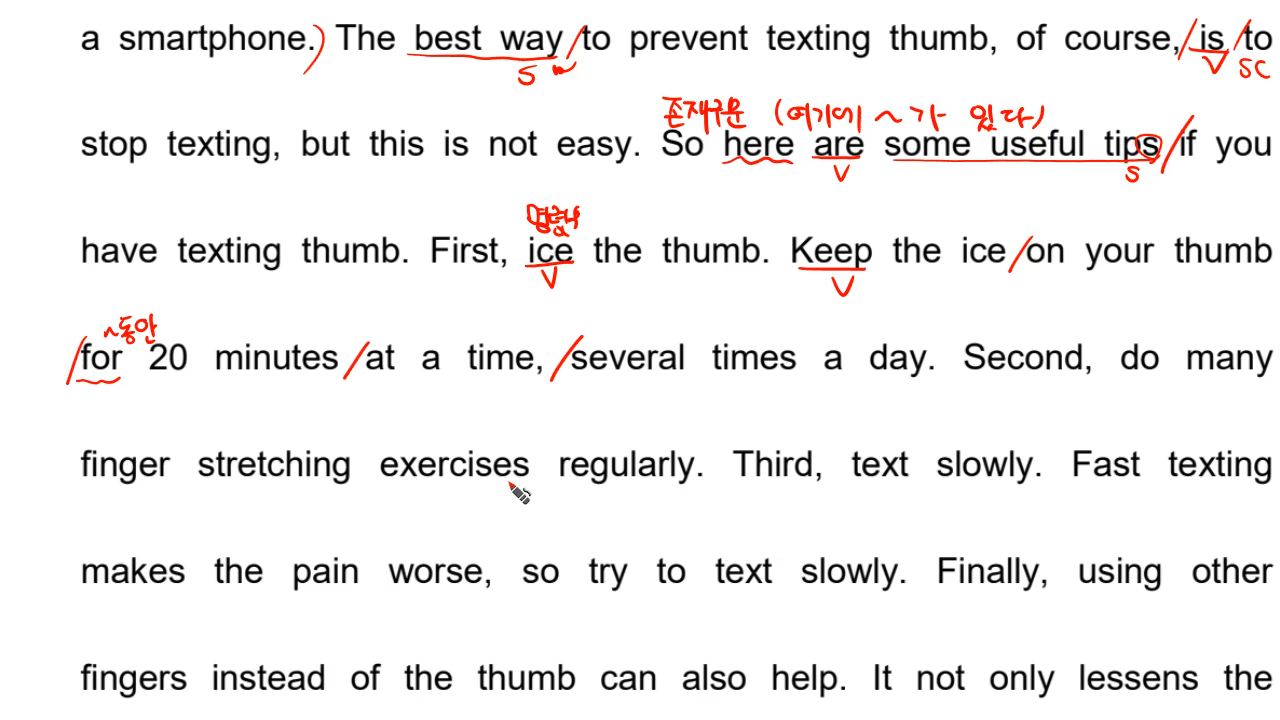 a smartphone.) The best way / to prevent texting thumb, of course, / is / to
S V SC
존재구문 (여기에 ~가 있다)
stop texting, but this is not easy. So here are some useful tips / if you
V S
명령문
have texting thumb. First, ice the thumb. Keep the ice / on your thumb
V V
~동안
/ for 20 minutes / at a time, / several times a day. Second, do many
finger stretching exercises regularly. Third, text slowly. Fast texting
makes the pain worse, so try to text slowly. Finally, using other
fingers instead of the thumb can also help. It not only lessens the